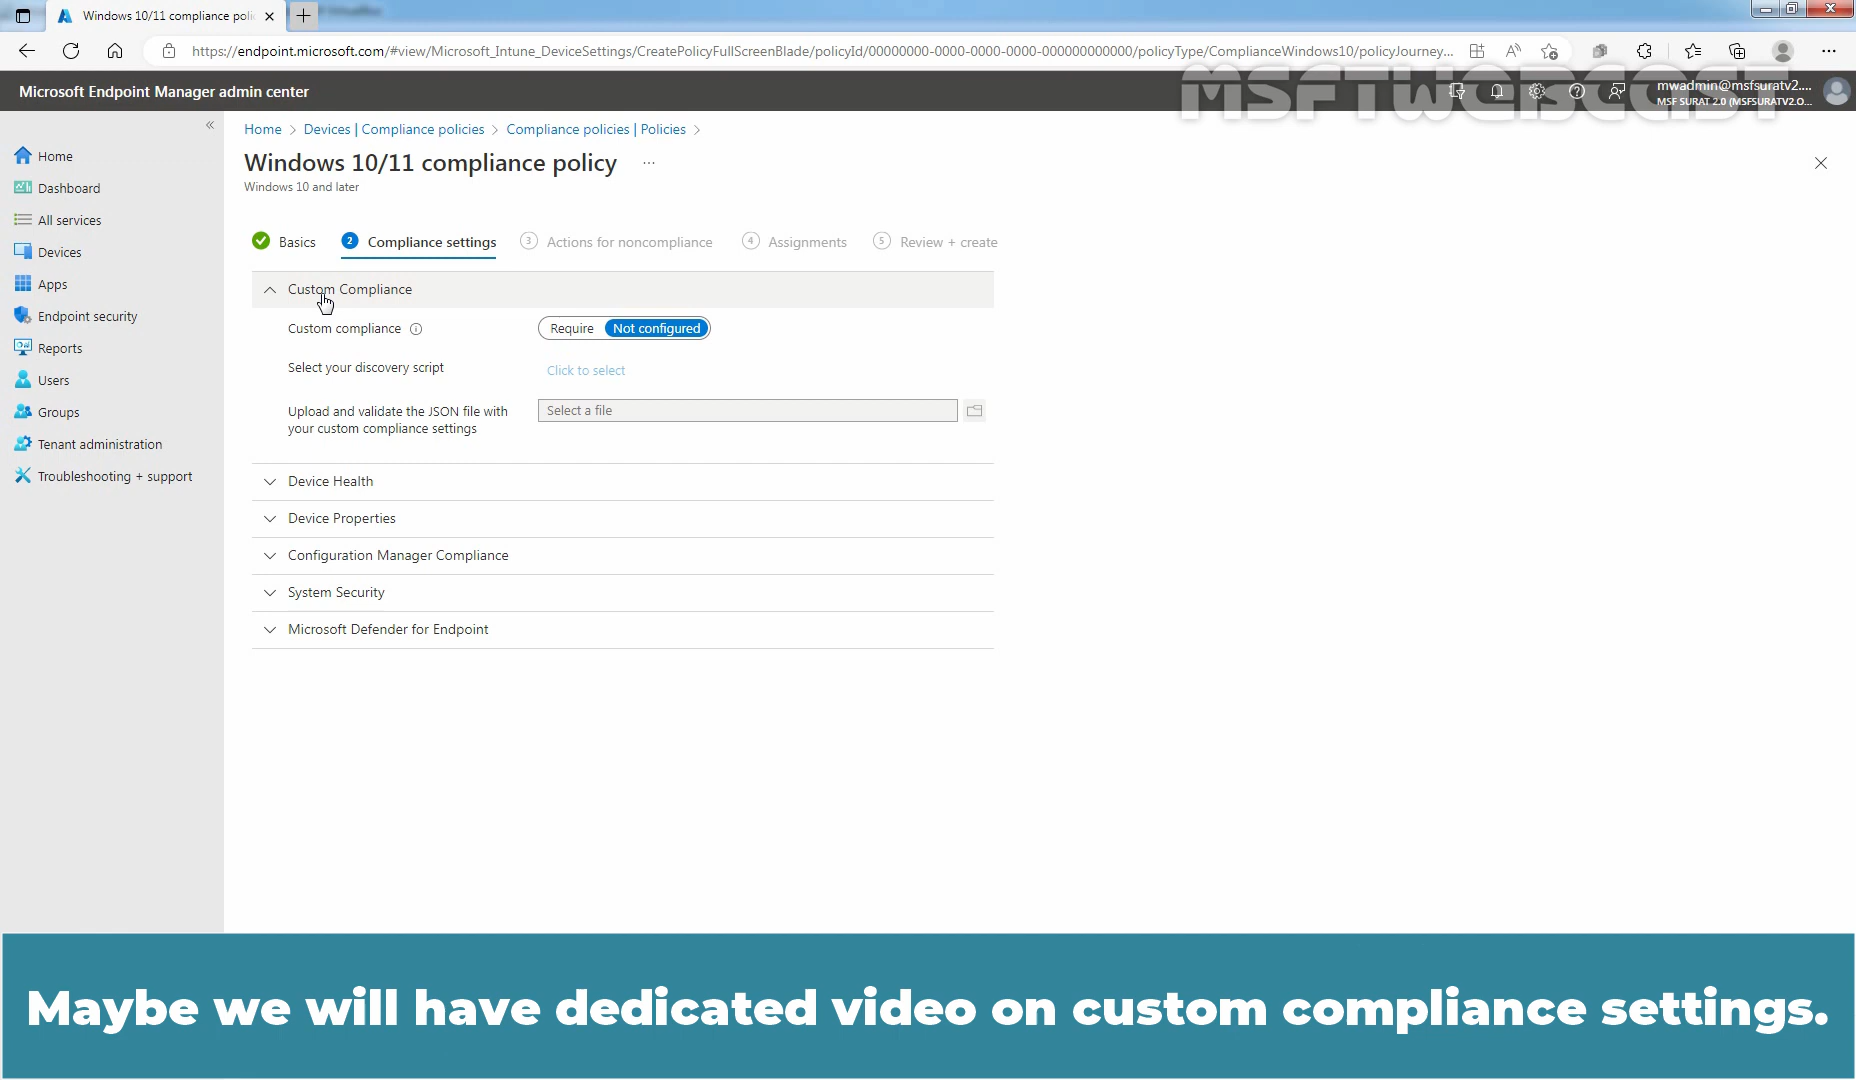 Windows 10/11 compliance poli
https://endpoint.microsoft.com/#view/Microsoft_Intune_DeviceSettings/CreatePolicyFullScreenBlade/policyId/00000000-0000-0000-0000-000000000000/policyType/ComplianceWindows10/policyJourney...
Microsoft Endpoint Manager admin center
MSFTWEBCAST
mwadmin@msfsuratv2....
MSF SURAT 2.0 (MSFSURATV2.O...
Home > Devices | Compliance policies > Compliance policies | Policies >
Windows 10/11 compliance policy ...
Windows 10 and later
Home
Dashboard
All services
Devices
Apps
Endpoint security
Reports
Users
Groups
Tenant administration
Troubleshooting + support
Basics 2 Compliance settings 3 Actions for noncompliance 4 Assignments 5 Review + create
Custom Compliance
Custom compliance Require Not configured
Select your discovery script Click to select
Upload and validate the JSON file with
your custom compliance settings
Select a file
Device Health
Device Properties
Configuration Manager Compliance
System Security
Microsoft Defender for Endpoint
Maybe we will have dedicated video on custom compliance settings.